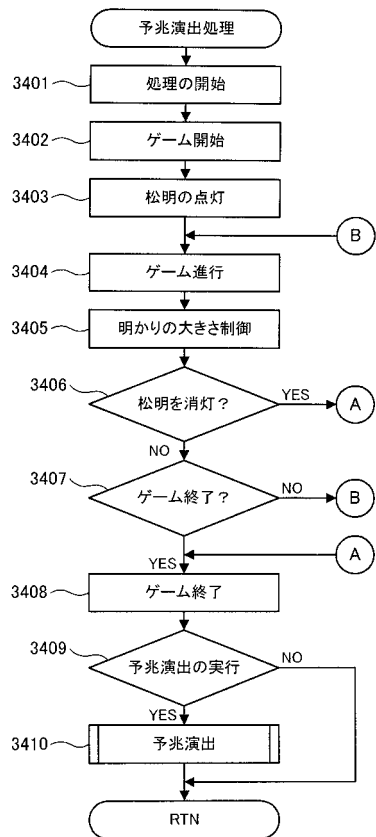 予兆演出処理
3401 処理の開始
3402 ゲーム開始
3403 松明の点灯
B
3404 ゲーム進行
3405 明かりの大きさ制御
3406 松明を消灯? YES A
NO
3407 ゲーム終了? NO B
A
YES
3408 ゲーム終了
3409 予兆演出の実行 NO
YES
3410 予兆演出
RTN